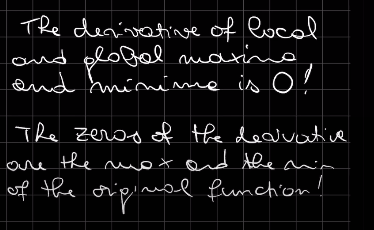 The derivative of local
and global maxima
and minima is 0!
The zeros of the derivative
are the max and the min
of the original function!